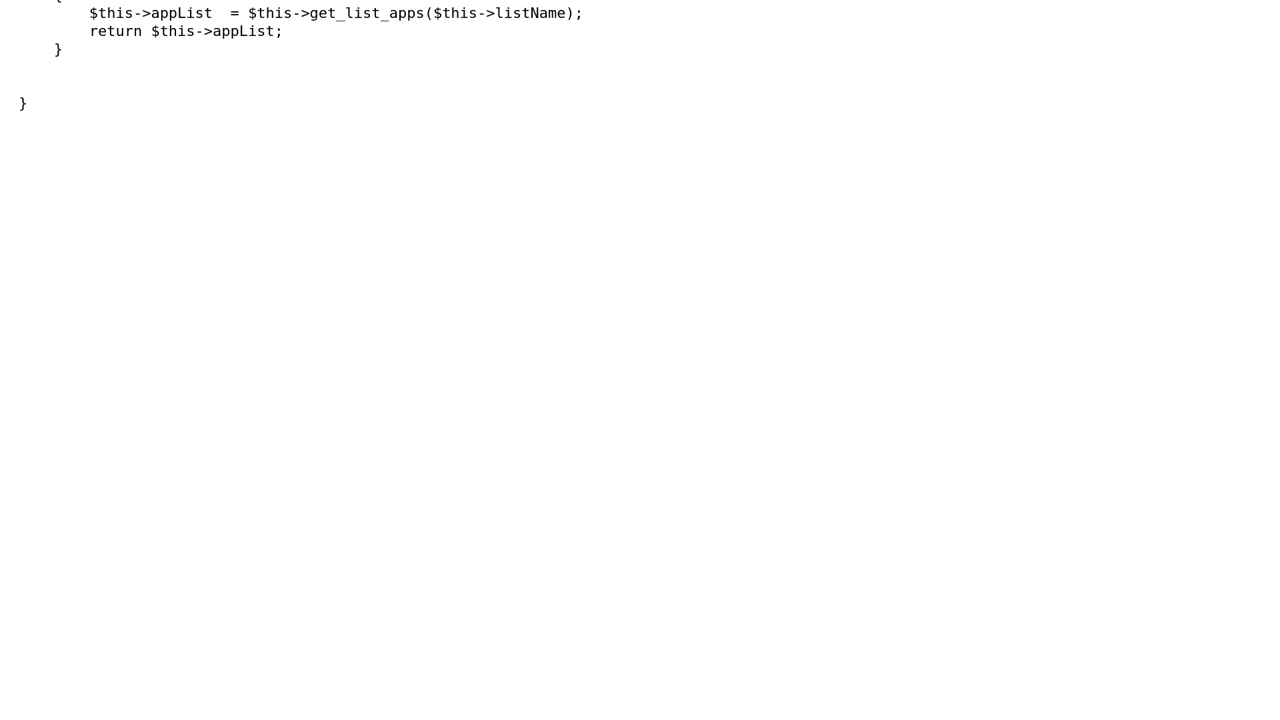 {
        $this->appList  = $this->get_list_apps($this->listName);
        return $this->appList;
    }
}